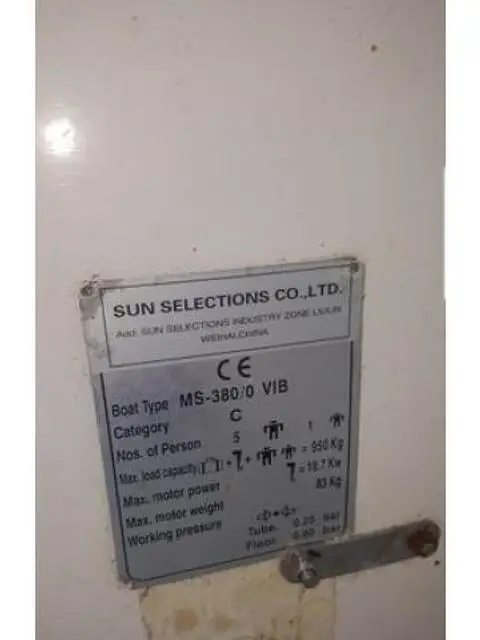 SUN SELECTIONS CO.,LTD.
Add: SUN SELECTIONS INDUSTRY ZONE
WEIHAI,CHINA
CE
Boat Type MS-380/0 VIB
Category C
Nos. of Person 5 1
Max. load capacity + + = 950 Kg
Max. motor power = 18.7 Kw
Max. motor weight 83 Kg
Working pressure
Tube: 0.25 bar
Floor: 0.80 bar